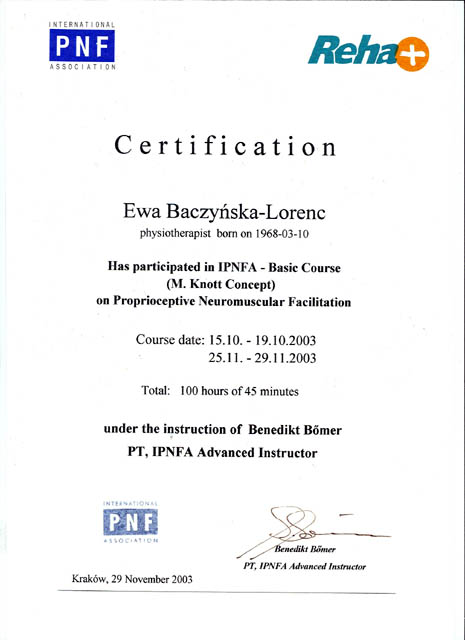 INTERNATIONAL
PNF
ASSOCIATION
Reha+
Certification
Ewa Baczyńska-Lorenc
physiotherapist born on 1968-03-10
Has participated in IPNFA - Basic Course
(M. Knott Concept)
on Proprioceptive Neuromuscular Facilitation
Course date: 15.10. - 19.10.2003
25.11. - 29.11.2003
Total: 100 hours of 45 minutes
under the instruction of Benedikt Bőmer
PT, IPNFA Advanced Instructor
INTERNATIONAL
PNF
ASSOCIATION
Benedikt Bőmer
PT, IPNFA Advanced Instructor
Kraków, 29 November 2003